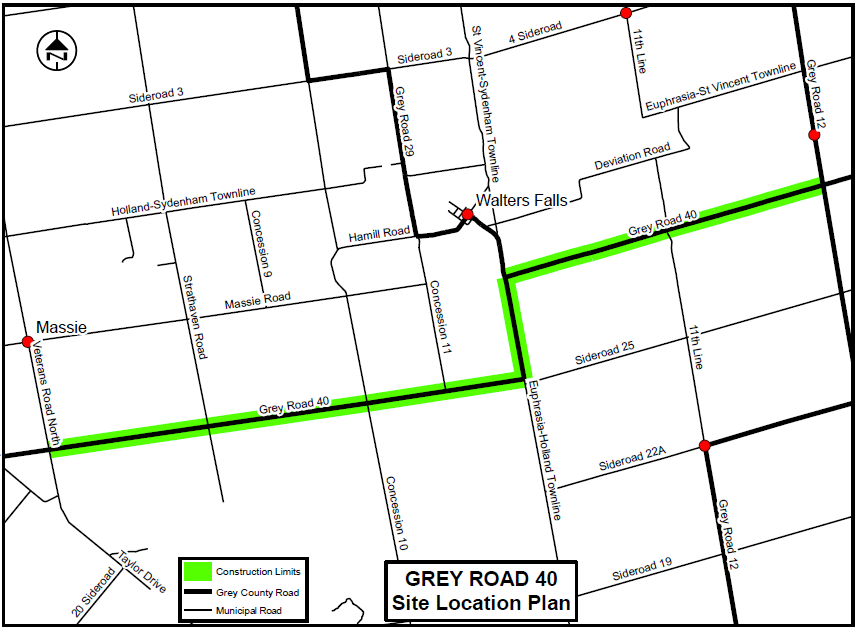 St Vincent-Sydenham Townline
4 Sideroad
11th Line
Sideroad 3
Grey Road 12
Euphrasia-St Vincent Townline
Sideroad 3
Grey Road 29
Deviation Road
Holland-Sydenham Townline
Walters Falls
Concession 9
Hamill Road
Grey Road 40
Strathaven Road
Massie Road
Concession 11
Massie
11th Line
Veterans Road North
Sideroad 25
Grey Road 40
Euphrasia-Holland Townline
Sideroad 22A
Concession 10
Grey Road 12
Taylor Drive
20 Sideroad
Sideroad 19
N
Construction Limits
Grey County Road
Municipal Road
GREY ROAD 40
Site Location Plan